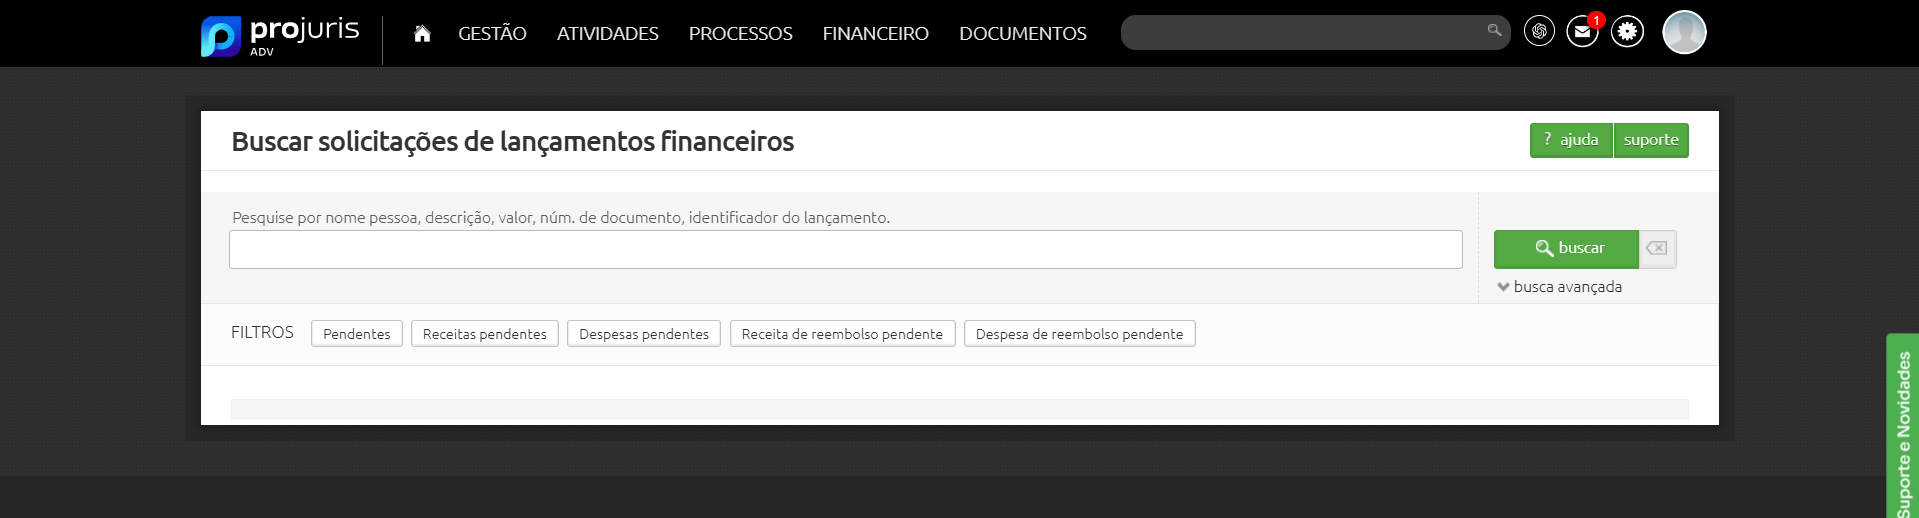 projuris
ADV
GESTÃO ATIVIDADES PROCESSOS FINANCEIRO DOCUMENTOS
1
Buscar solicitações de lançamentos financeiros
? ajuda suporte
Pesquise por nome pessoa, descrição, valor, núm. de documento, identificador do lançamento.
buscar
busca avançada
FILTROS Pendentes Receitas pendentes Despesas pendentes Receita de reembolso pendente Despesa de reembolso pendente
Suporte e Novidades